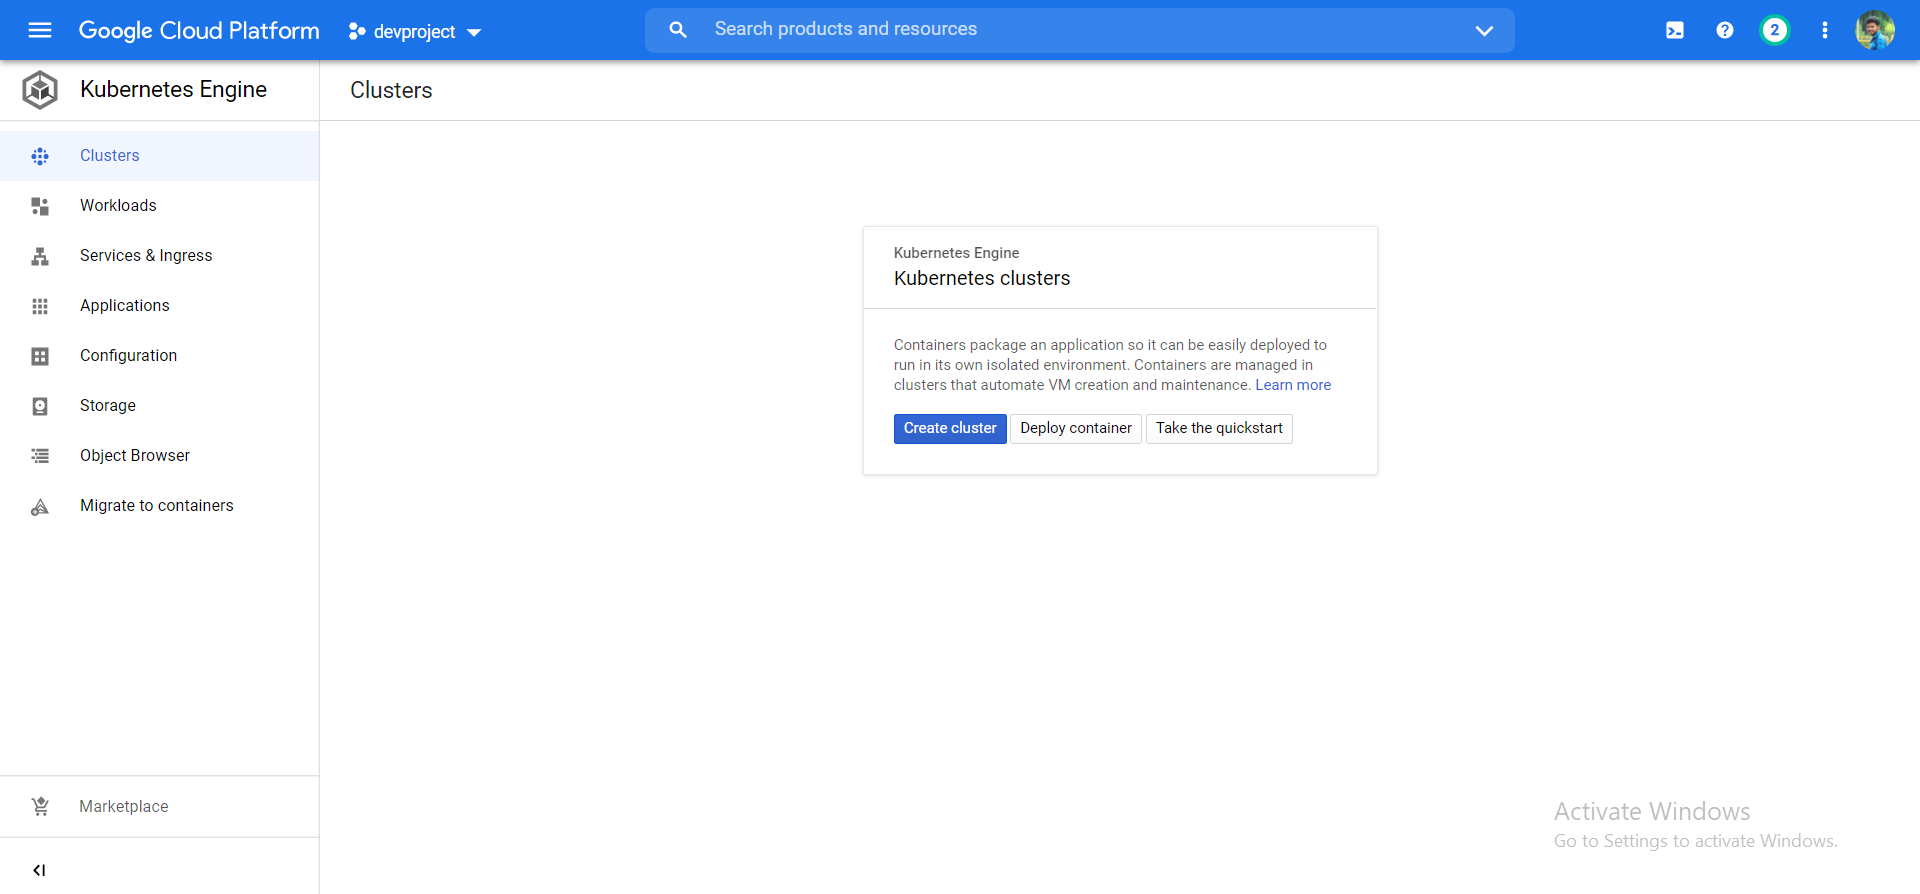 Google Cloud Platform
devproject
Search products and resources
2
Kubernetes Engine
Clusters
Clusters
Workloads
Services & Ingress
Applications
Configuration
Storage
Object Browser
Migrate to containers
Marketplace
Kubernetes Engine
Kubernetes clusters
Containers package an application so it can be easily deployed to
run in its own isolated environment. Containers are managed in
clusters that automate VM creation and maintenance. Learn more
Create cluster
Deploy container
Take the quickstart
Activate Windows
Go to Settings to activate Windows.